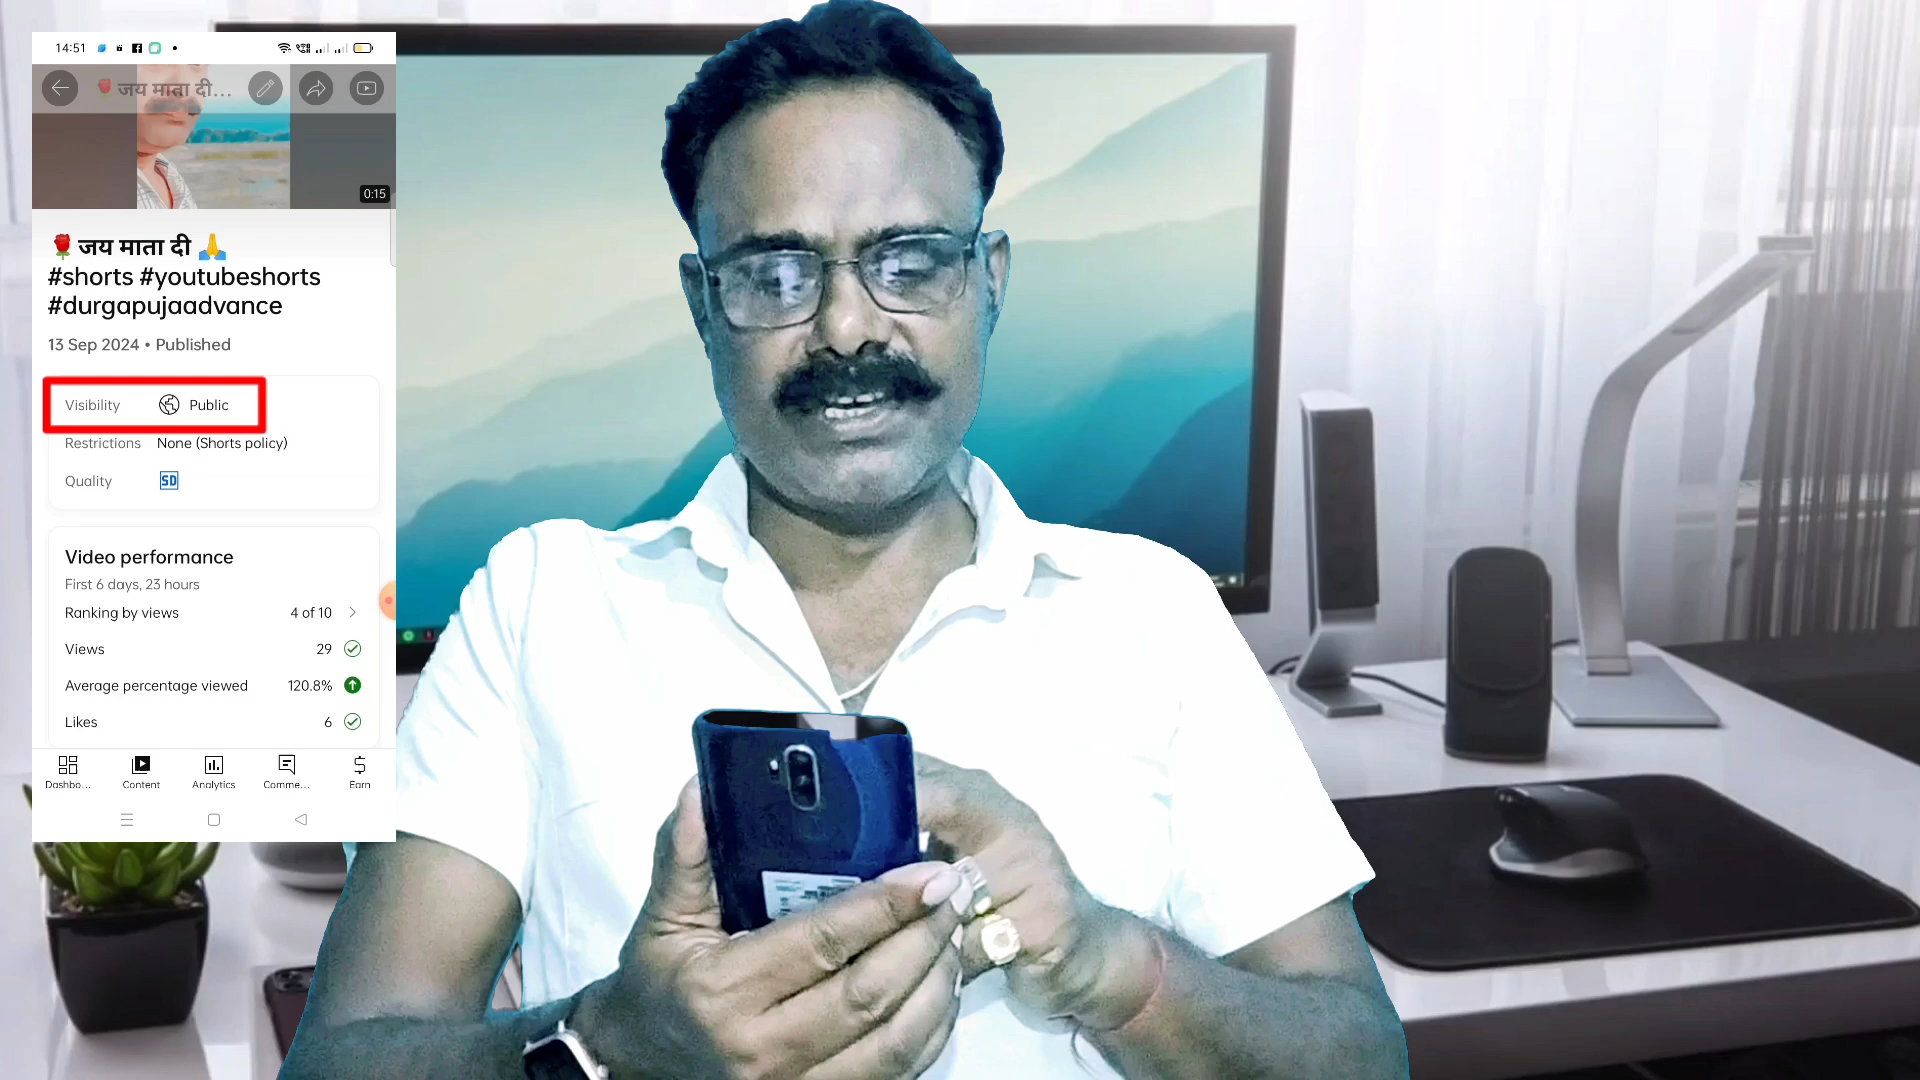 14:51
🌹जय माता दी...
0:15
🌹जय माता दी 🙏
#shorts #youtubeshorts
#durgapujaadvance
13 Sep 2024 • Published
Visibility Public
Restrictions None (Shorts policy)
Quality SD
Video performance
First 6 days, 23 hours
Ranking by views 4 of 10
Views 29
Average percentage viewed 120.8%
Likes 6
Dashbo... Content Analytics Comme... Earn